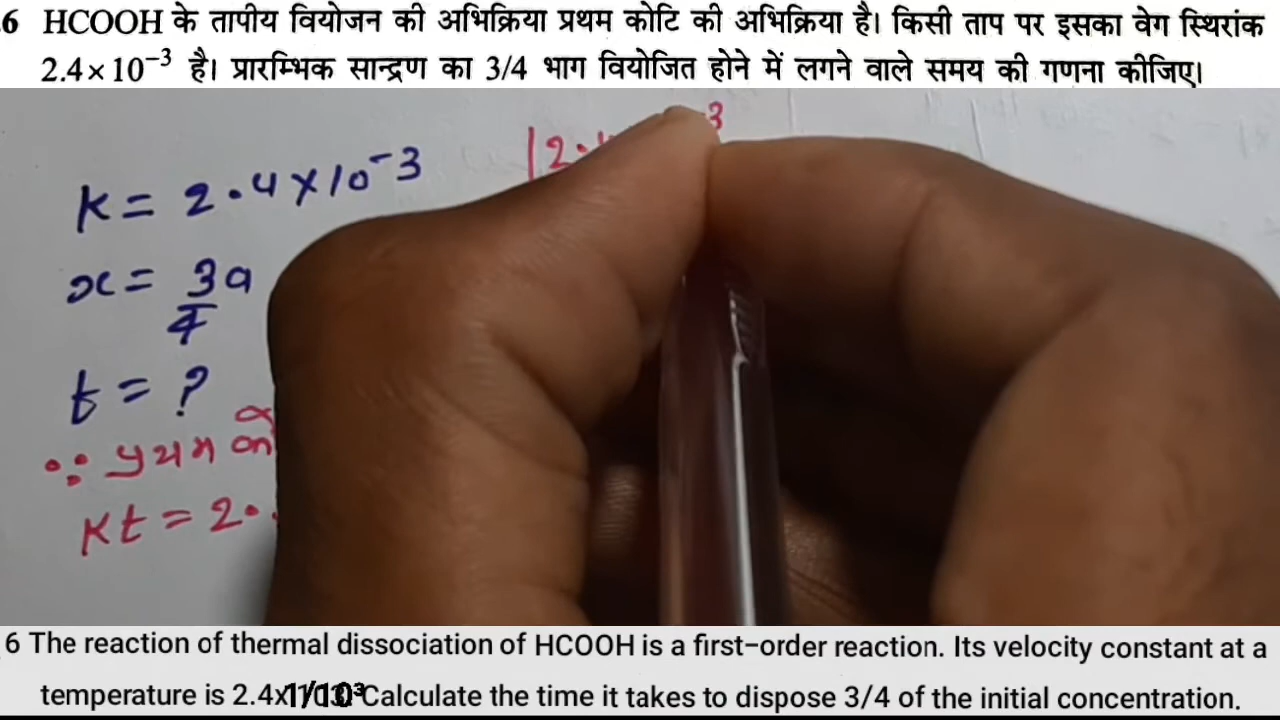 6 HCOOH के तापीय वियोजन की अभिक्रिया प्रथम कोटि की अभिक्रिया है। किसी ताप पर इसका वेग स्थिरांक
2.4×10⁻³ है। प्रारम्भिक सान्द्रण का 3/4 भाग वियोजित होने में लगने वाले समय की गणना कीजिए।
3
K = 2.4×10⁻³
x = 3a
4
t = ?
∵ प्रथम
Kt = 2.
6 The reaction of thermal dissociation of HCOOH is a first-order reaction. Its velocity constant at a
temperature is 2.4x1/10³ Calculate the time it takes to dispose 3/4 of the initial concentration.